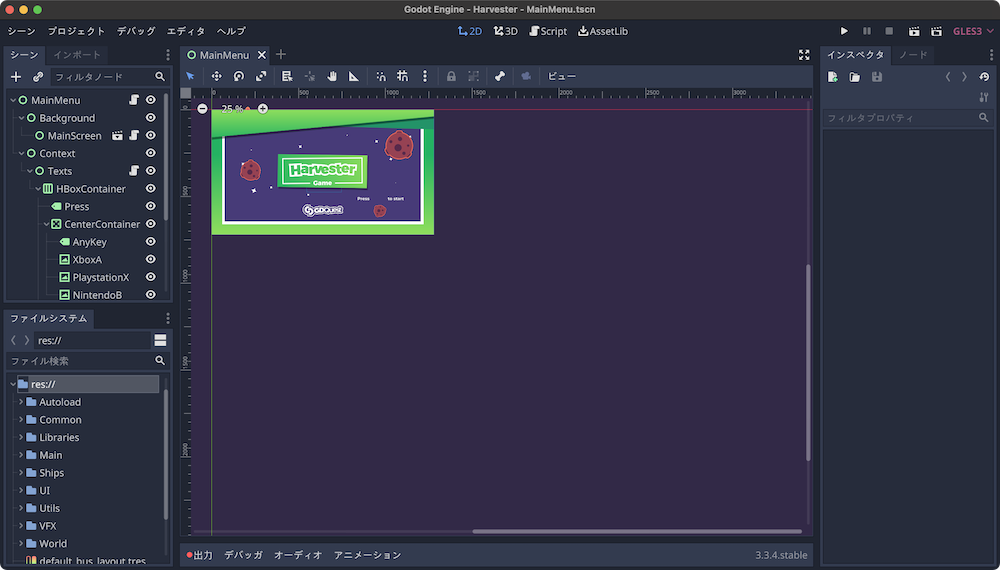 Godot Engine - Harvester - MainMenu.tscn
シーン プロジェクト デバッグ エディタ ヘルプ
2D 3D Script AssetLib
GLES3
シーン インポート
MainMenu
インスペクタ ノード
フィルタノード
ビュー
MainMenu
Background
MainScreen
Context
Texts
HBoxContainer
Press
CenterContainer
AnyKey
XboxA
PlaystationX
NintendoB
ファイルシステム
res://
ファイル検索
res://
Autoload
Common
Libraries
Main
Ships
UI
Utils
VFX
World
default_bus_layout.tres
0 500 1000 1500 2000 2500 3000
25 %
0
500
1000
1500
2000
Harvester
Game
Press to start
GDQuest
フィルタプロパティ
出力 デバッガ オーディオ アニメーション
3.3.4.stable